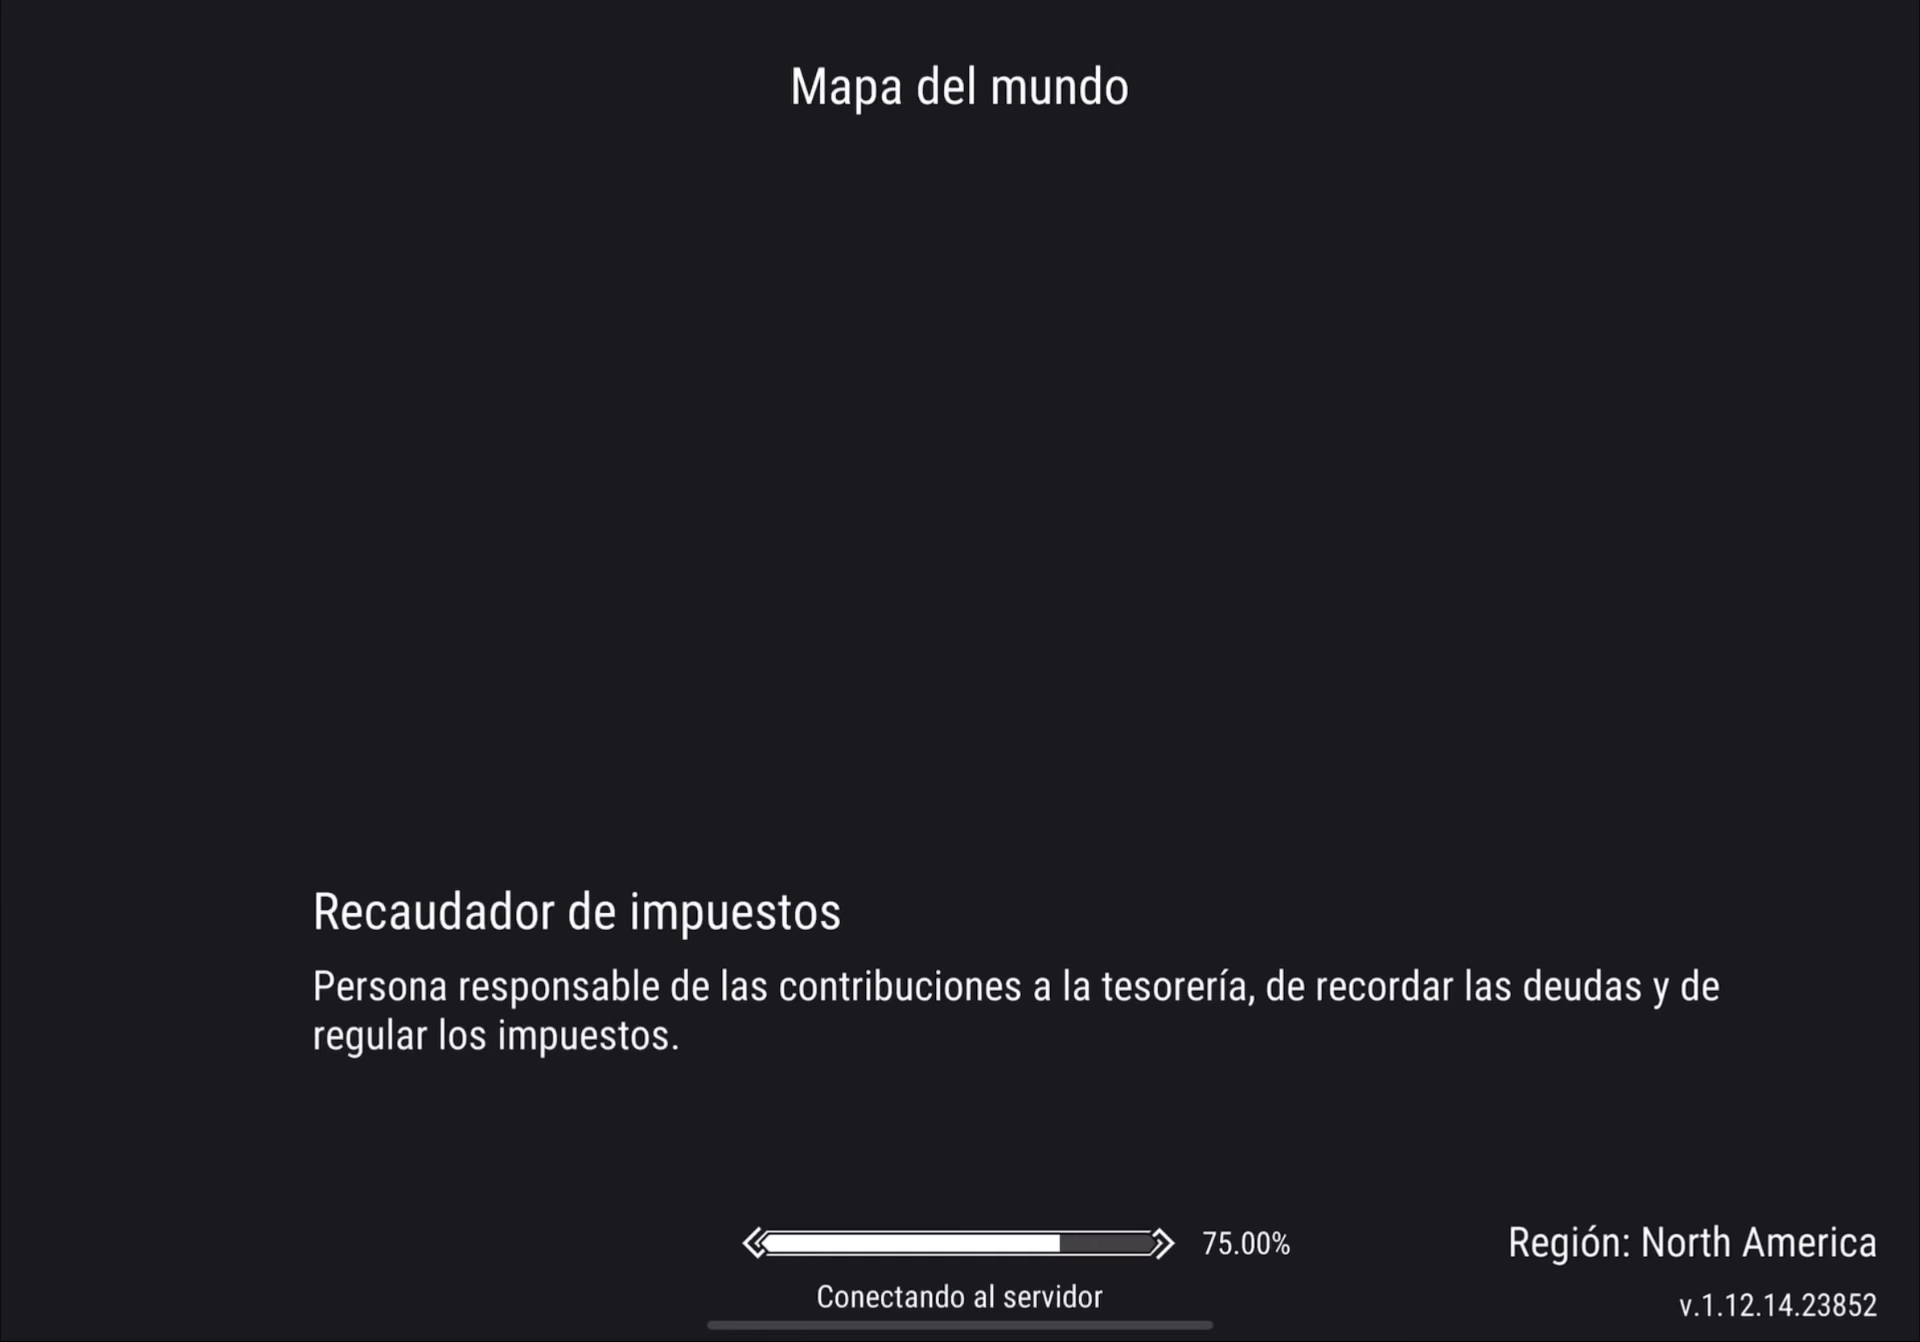 Mapa del mundo
Recaudador de impuestos
Persona responsable de las contribuciones a la tesorería, de recordar las deudas y de
regular los impuestos.
75.00%
Conectando al servidor
Región: North America
v.1.12.14.23852